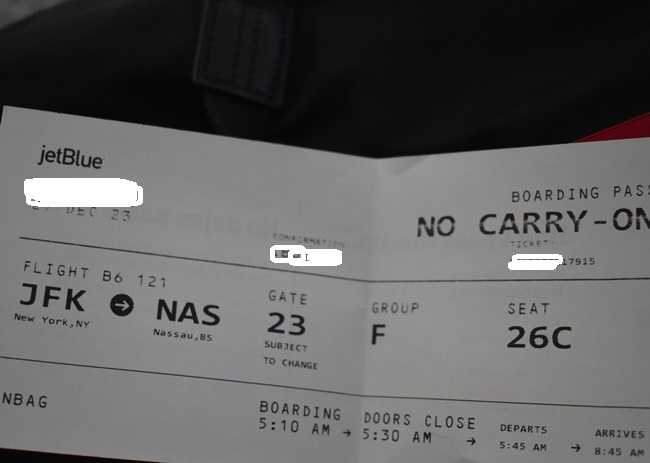 jetBlue
BOARDING PASS
27 DEC 23
NO CARRY-ON
CONFIRMATION
TICKET
17915
FLIGHT B6 121
JFK → NAS
New York,NY
Nassau,BS
GATE
23
SUBJECT
TO CHANGE
GROUP
F
SEAT
26C
NBAG
BOARDING
5:10 AM →
DOORS CLOSE
5:30 AM →
DEPARTS
5:45 AM →
ARRIVES
8:45 AM